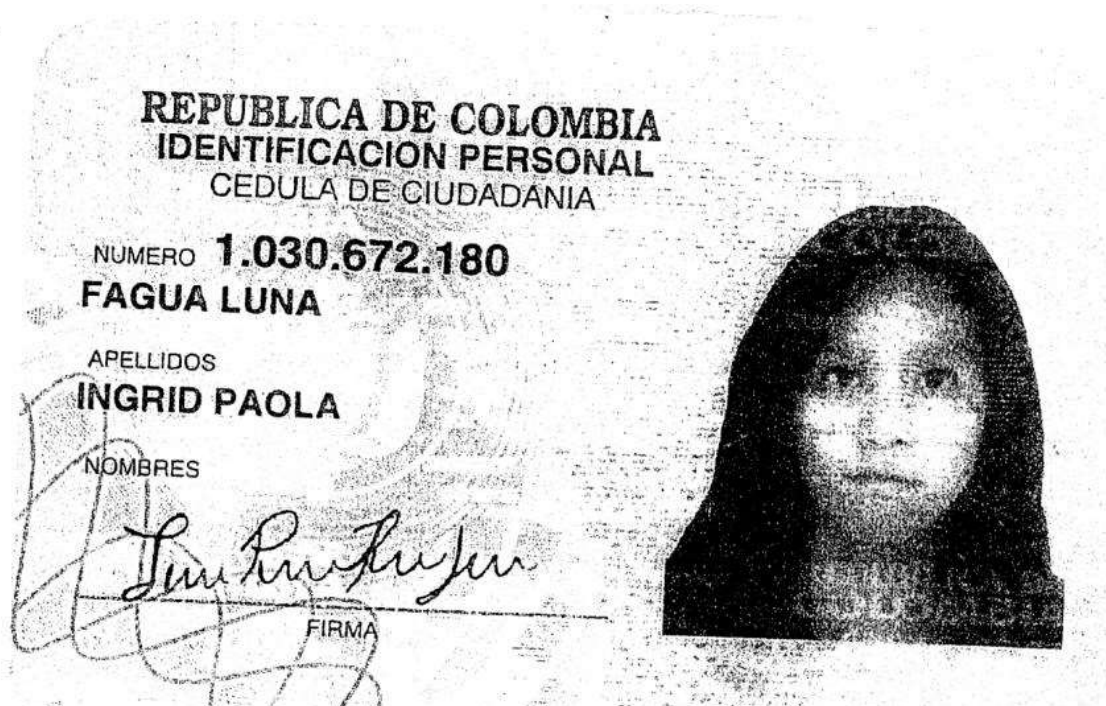 REPUBLICA DE COLOMBIA
IDENTIFICACION PERSONAL
CEDULA DE CIUDADANIA
NUMERO 1.030.672.180
FAGUA LUNA
APELLIDOS
INGRID PAOLA
NOMBRES
FIRMA